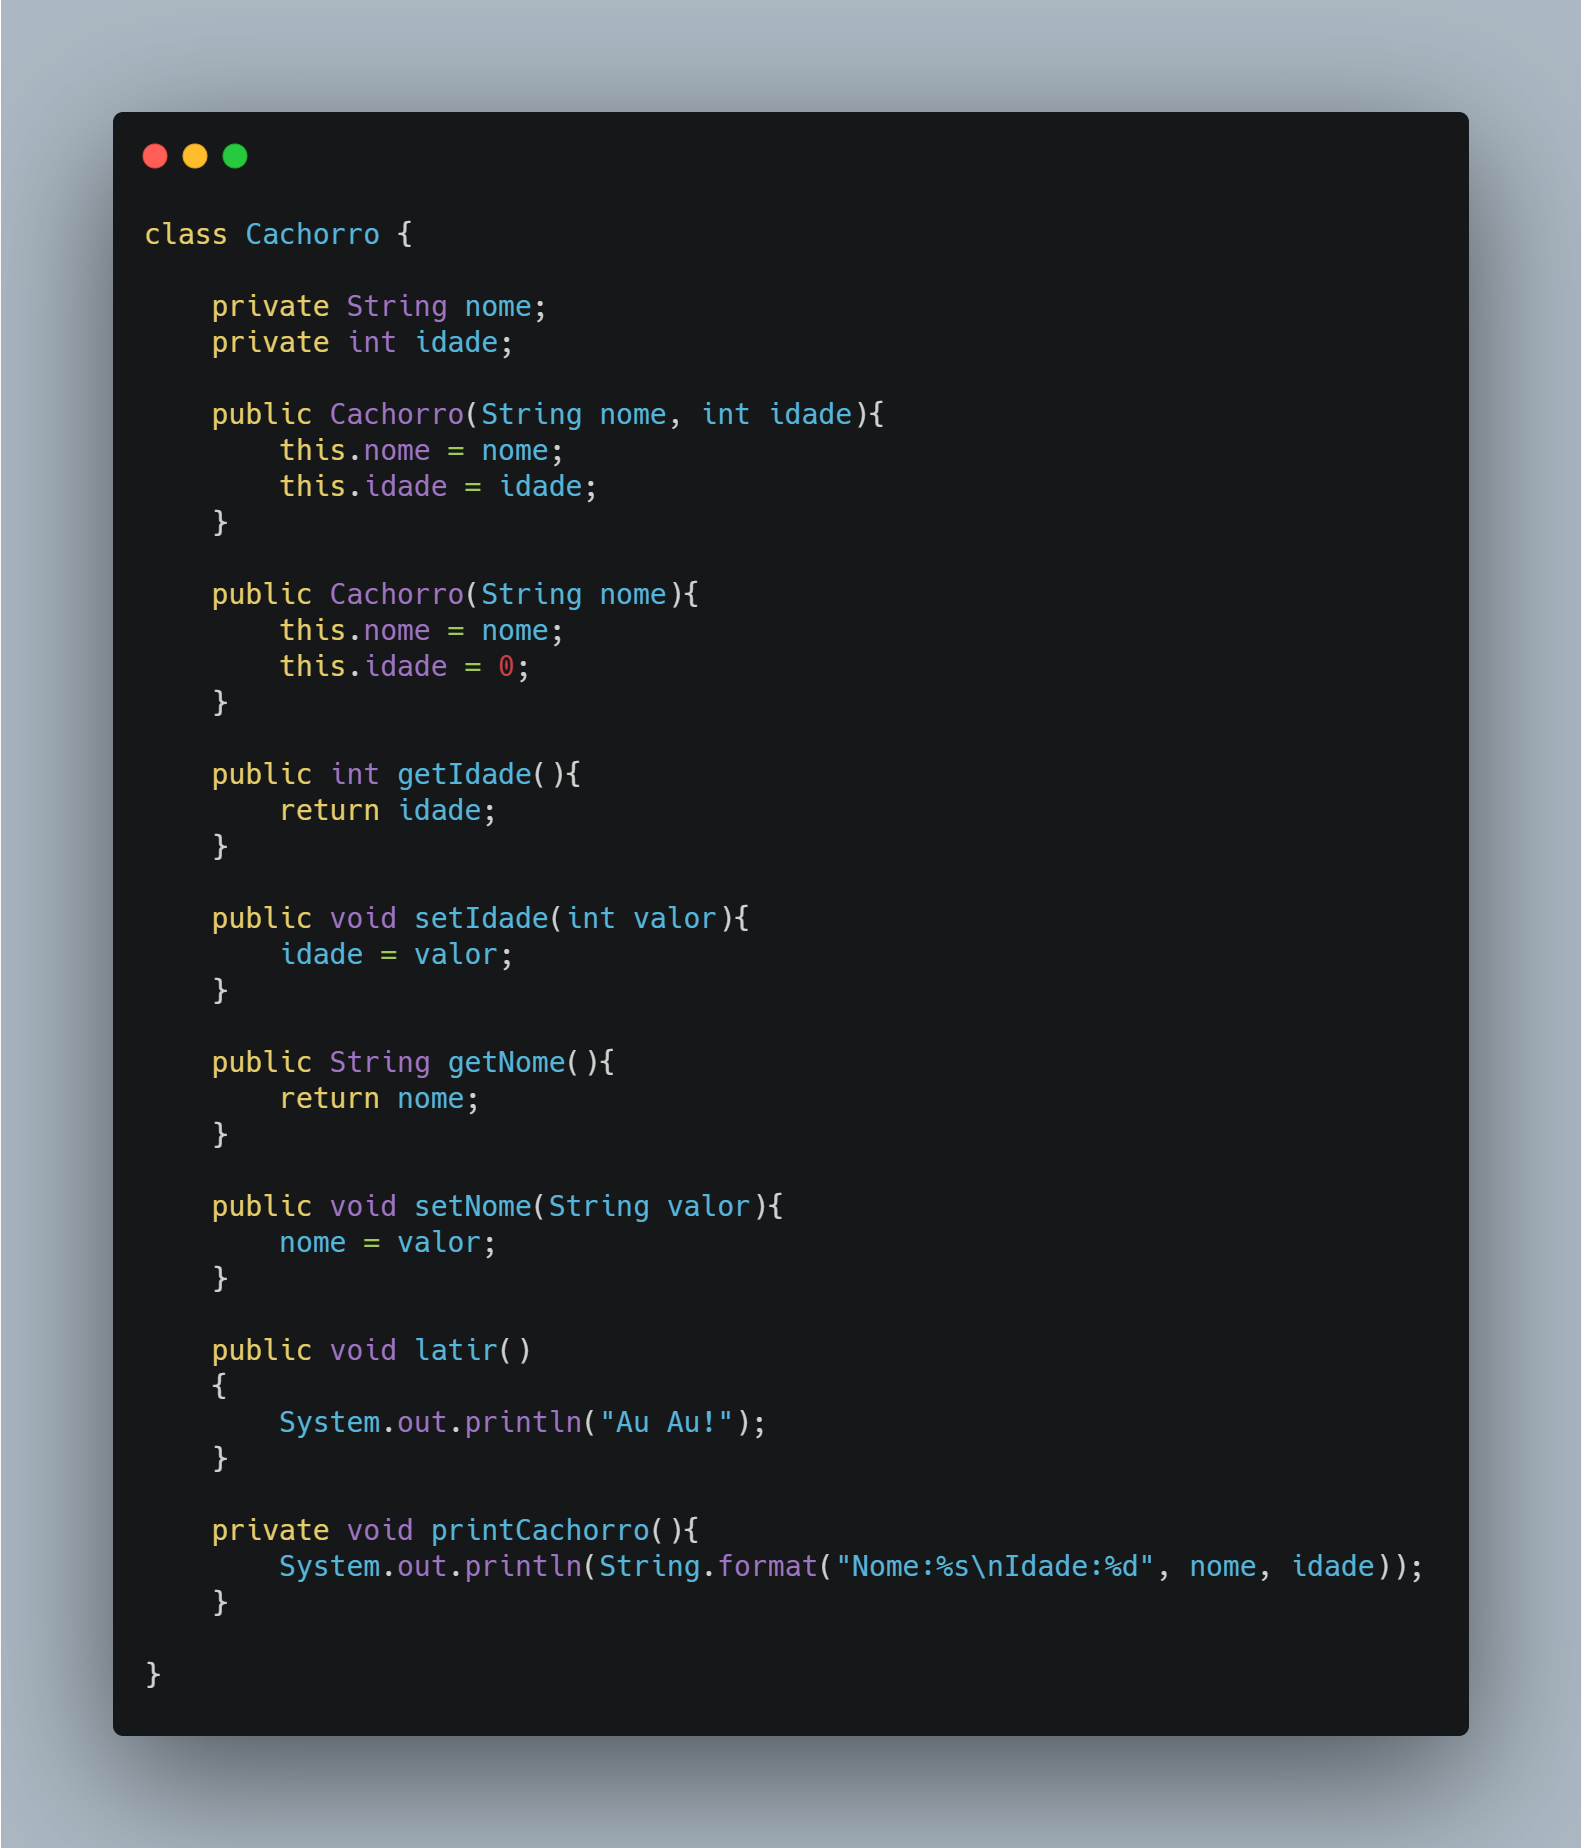 class Cachorro {
    private String nome;
    private int idade;
    public Cachorro(String nome, int idade){
        this.nome = nome;
        this.idade = idade;
    }
    public Cachorro(String nome){
        this.nome = nome;
        this.idade = 0;
    }
    public int getIdade(){
        return idade;
    }
    public void setIdade(int valor){
        idade = valor;
    }
    public String getNome(){
        return nome;
    }
    public void setNome(String valor){
        nome = valor;
    }
    public void latir()
    {
        System.out.println("Au Au!");
    }
    private void printCachorro(){
        System.out.println(String.format("Nome:%s\nIdade:%d", nome, idade));
    }
}